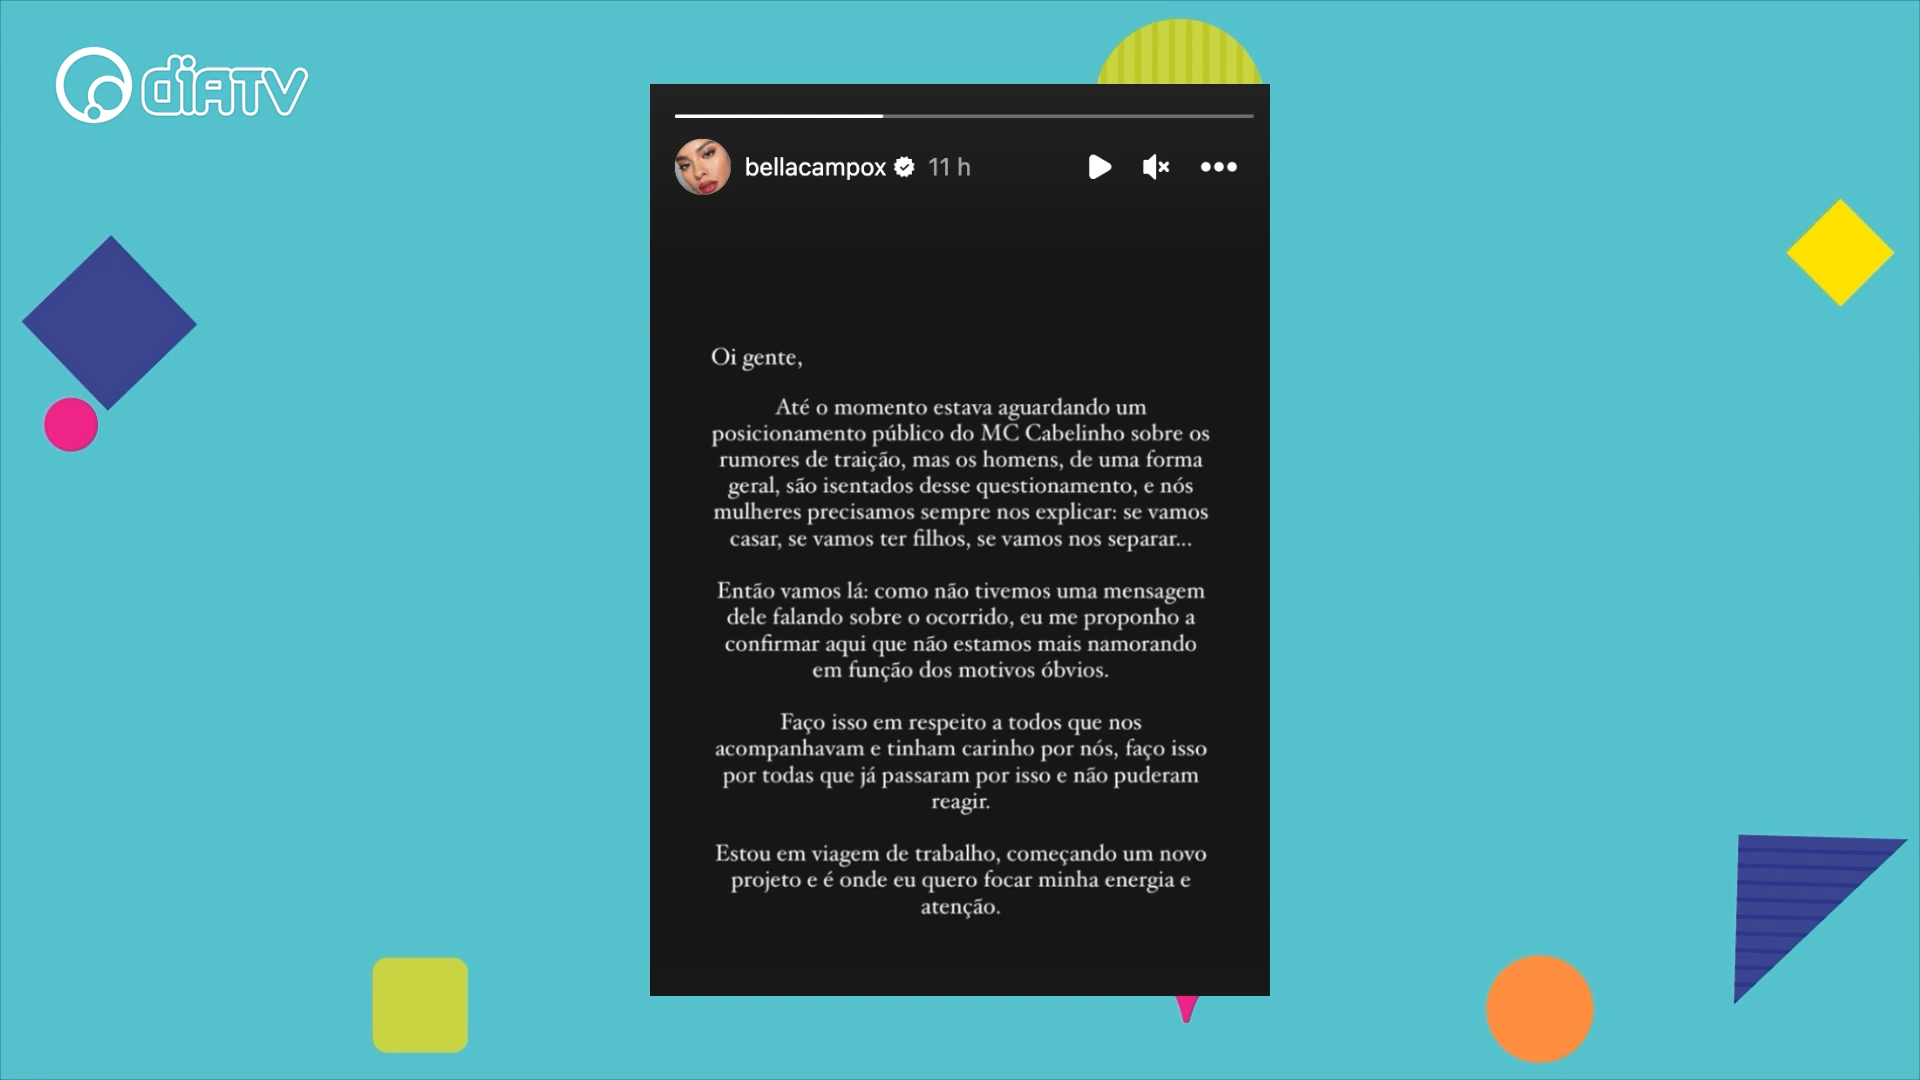 diATV
bellacampox 11 h
Oi gente,
Até o momento estava aguardando um
posicionamento público do MC Cabelinho sobre os
rumores de traição, mas os homens, de uma forma
geral, são isentados desse questionamento, e nós
mulheres precisamos sempre nos explicar: se vamos
casar, se vamos ter filhos, se vamos nos separar...
Então vamos lá: como não tivemos uma mensagem
dele falando sobre o ocorrido, eu me proponho a
confirmar aqui que não estamos mais namorando
em função dos motivos óbvios.
Faço isso em respeito a todos que nos
acompanhavam e tinham carinho por nós, faço isso
por todas que já passaram por isso e não puderam
reagir.
Estou em viagem de trabalho, começando um novo
projeto e é onde eu quero focar minha energia e
atenção.